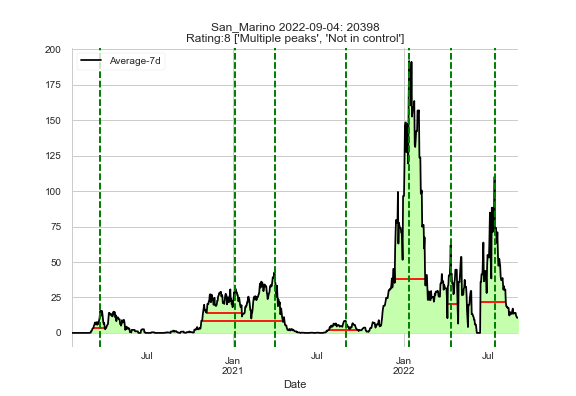 San_Marino 2022-09-04: 20398
Rating:8 ['Multiple peaks', 'Not in control']
Average-7d
200
175
150
125
100
75
50
25
0
Jul
Jan
2021
Jul
Jan
2022
Jul
Date